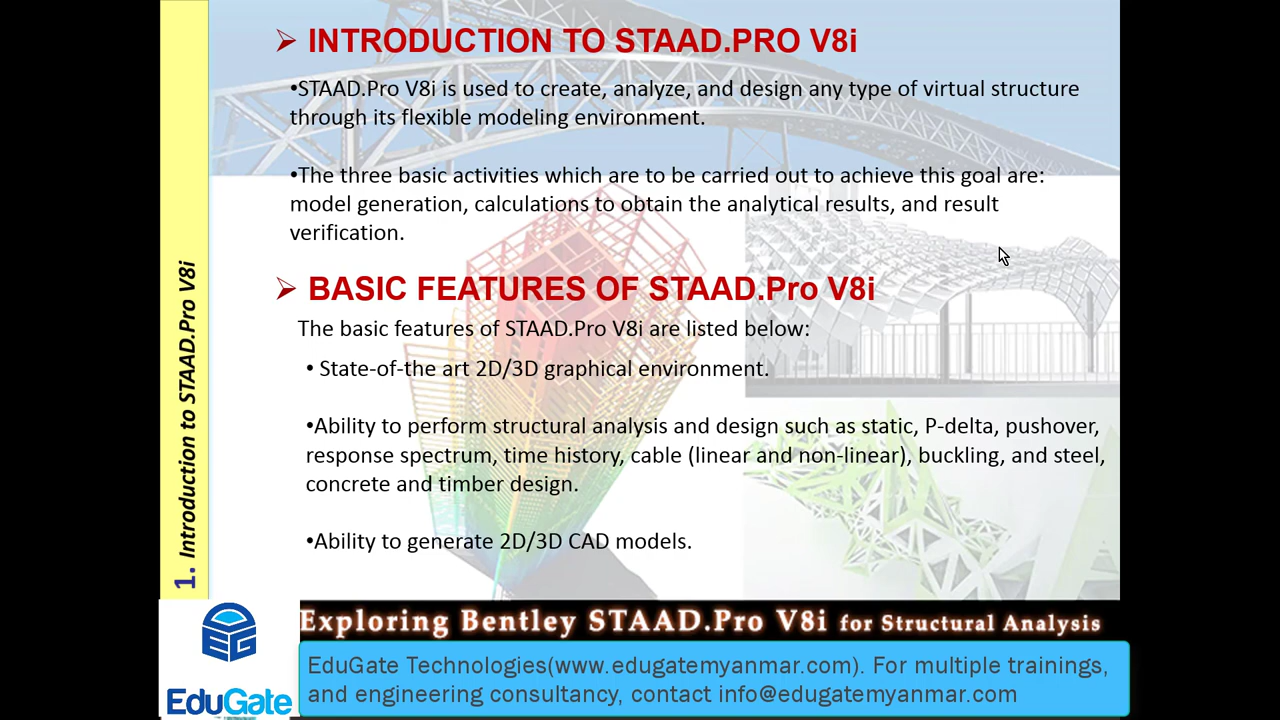 1. Introduction to STAAD.Pro V8i
➢ INTRODUCTION TO STAAD.PRO V8i
•STAAD.Pro V8i is used to create, analyze, and design any type of virtual structure
through its flexible modeling environment.
•The three basic activities which are to be carried out to achieve this goal are:
model generation, calculations to obtain the analytical results, and result
verification.
➢ BASIC FEATURES OF STAAD.Pro V8i
The basic features of STAAD.Pro V8i are listed below:
• State-of-the art 2D/3D graphical environment.
•Ability to perform structural analysis and design such as static, P-delta, pushover,
response spectrum, time history, cable (linear and non-linear), buckling, and steel,
concrete and timber design.
•Ability to generate 2D/3D CAD models.
Exploring Bentley STAAD.Pro V8i for Structural Analysis
EG
EduGate
EduGate Technologies(www.edugatemyanmar.com). For multiple trainings,
and engineering consultancy, contact info@edugatemyanmar.com